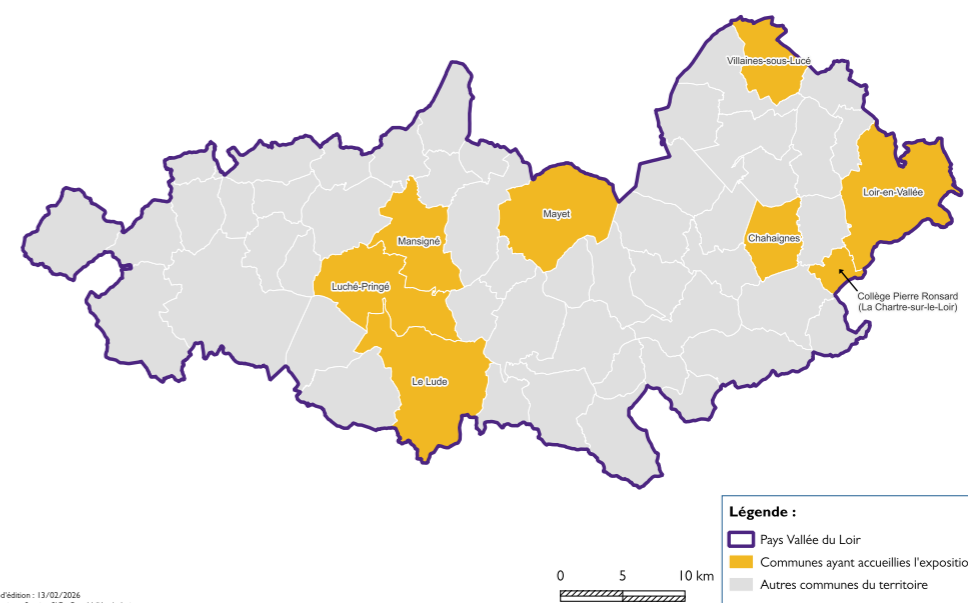 Villaines-sous-Lucé
Loir-en-Vallée
Mayet
Chahaignes
Mansigné
Luché-Pringé
Collège Pierre Ronsard
(La Chartre-sur-le-Loir)
Le Lude
Légende :
Pays Vallée du Loir
Communes ayant accueillies l'expositio
Autres communes du territoire
0 5 10 km
d'édition : 13/02/2026